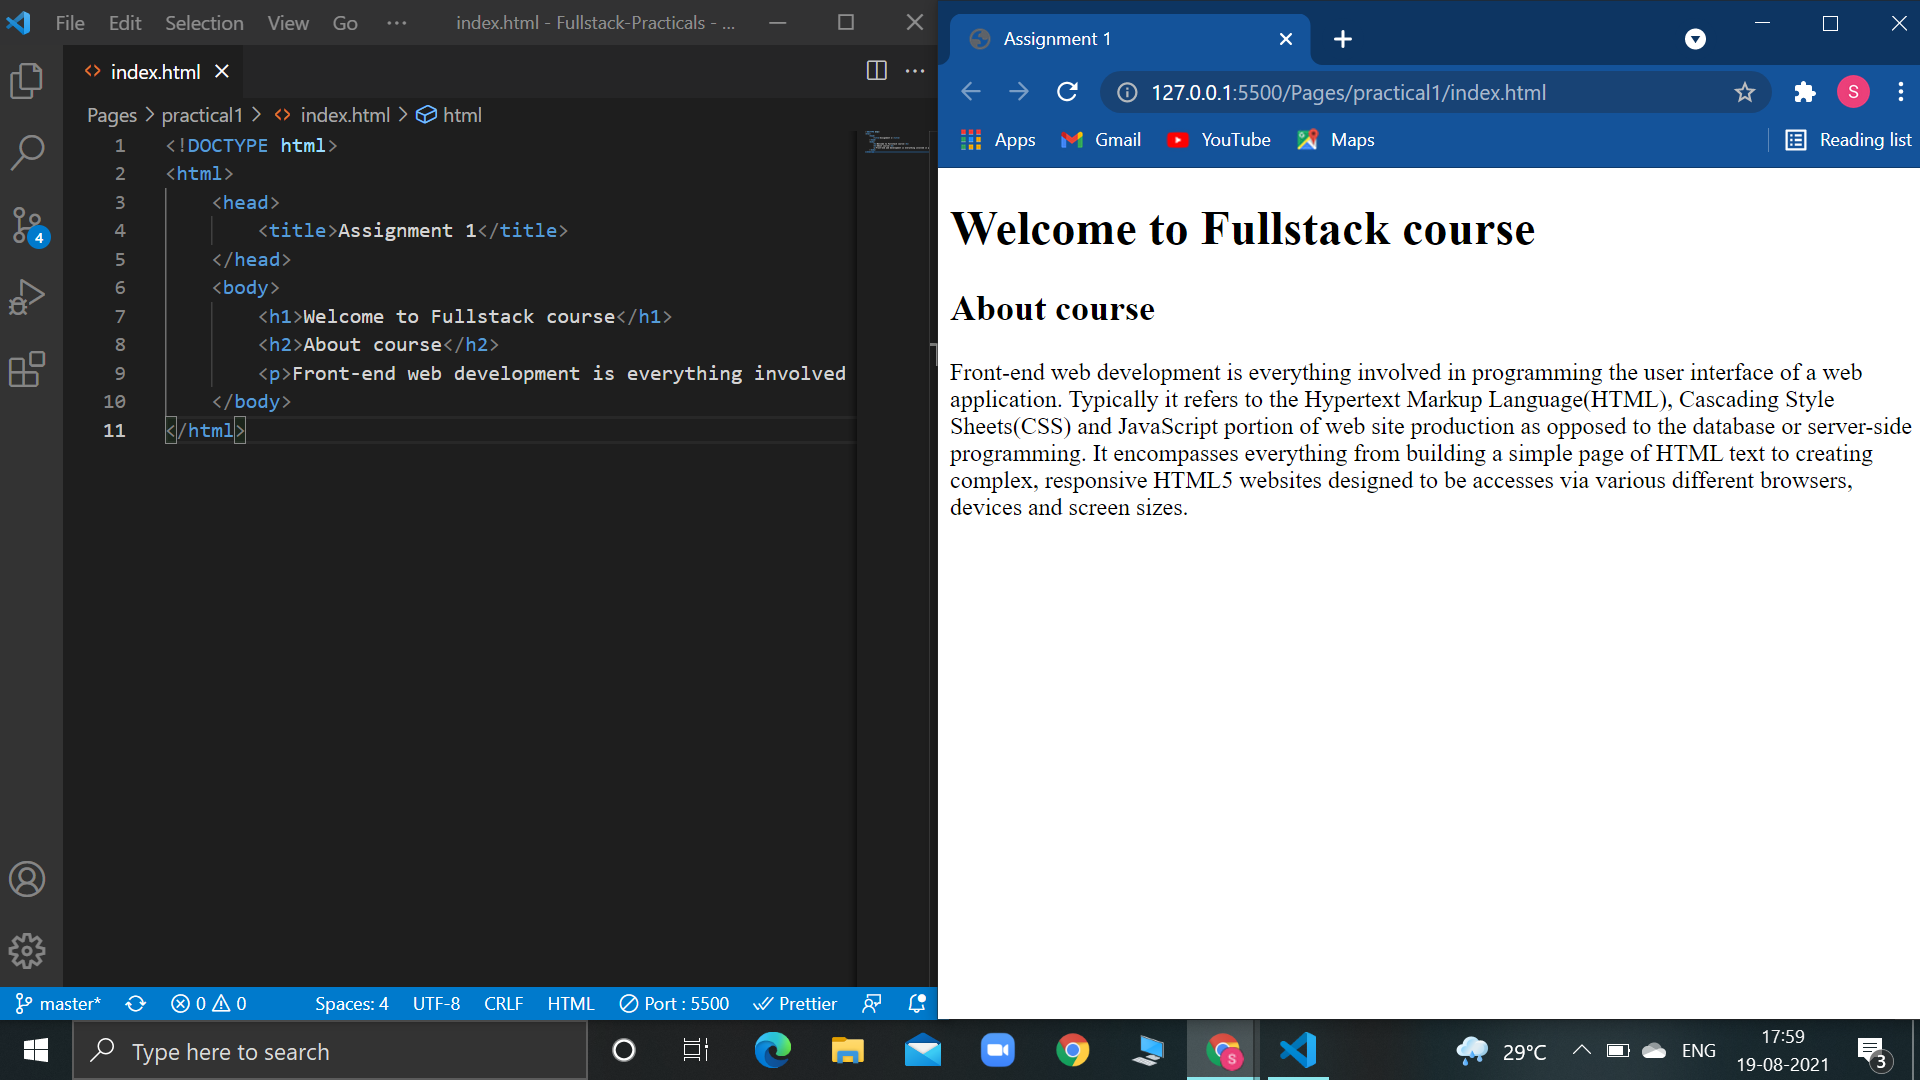 File Edit Selection View Go ··· index.html - Fullstack-Practicals - ...
index.html
Pages > practical1 > index.html > html
1 <!DOCTYPE html>
2 <html>
3 <head>
4 <title>Assignment 1</title>
5 </head>
6 <body>
7 <h1>Welcome to Fullstack course</h1>
8 <h2>About course</h2>
9 <p>Front-end web development is everything involved
10 </body>
11 </html>
4
master* 0 0 Spaces: 4 UTF-8 CRLF HTML Port : 5500 Prettier
Assignment 1
127.0.0.1:5500/Pages/practical1/index.html S
Apps Gmail YouTube Maps Reading list
Welcome to Fullstack course
About course
Front-end web development is everything involved in programming the user interface of a web
application. Typically it refers to the Hypertext Markup Language(HTML), Cascading Style
Sheets(CSS) and JavaScript portion of web site production as opposed to the database or server-side
programming. It encompasses everything from building a simple page of HTML text to creating
complex, responsive HTML5 websites designed to be accesses via various different browsers,
devices and screen sizes.
Type here to search
S
29°C ENG
17:59
19-08-2021
3